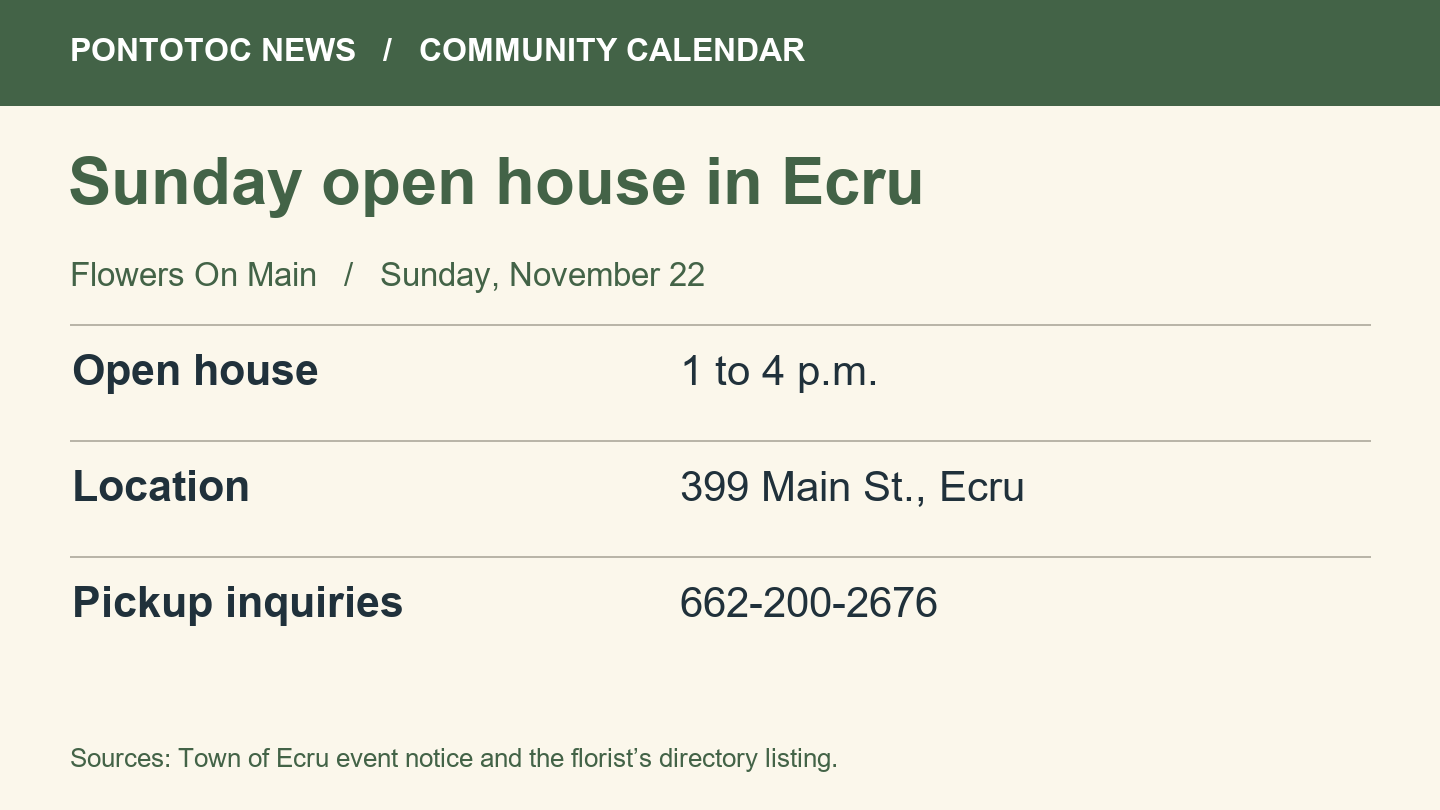 PONTOTOC NEWS / COMMUNITY CALENDAR
Sunday open house in Ecru
Flowers On Main / Sunday, November 22
Open house 1 to 4 p.m.
Location 399 Main St., Ecru
Pickup inquiries 662-200-2676
Sources: Town of Ecru event notice and the florist’s directory listing.